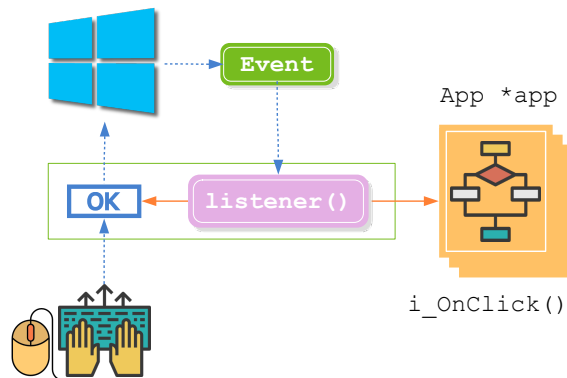 Event
App *app
OK
listener()
i_OnClick()